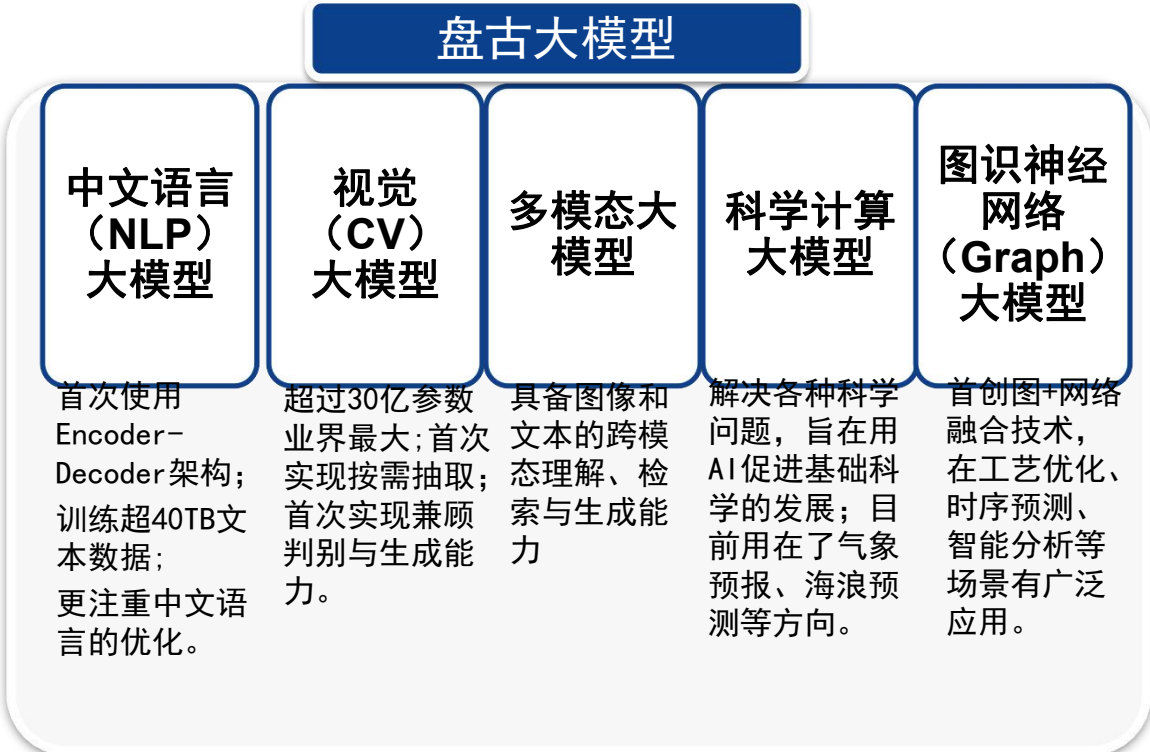 盘古大模型
中文语言
（NLP）
大模型
视觉
（CV）
大模型
多模态大
模型
科学计算
大模型
图识神经
网络
（Graph）
大模型
首次使用
Encoder-
Decoder架构；
训练超40TB文
本数据;
更注重中文语
言的优化。
超过30亿参数
业界最大;首次
实现按需抽取；
首次实现兼顾
判别与生成能
力。
具备图像和
文本的跨模
态理解、检
索与生成能
力
解决各种科学
问题，旨在用
AI促进基础科
学的发展；目
前用在了气象
预报、海浪预
测等方向。
首创图+网络
融合技术，
在工艺优化、
时序预测、
智能分析等
场景有广泛
应用。